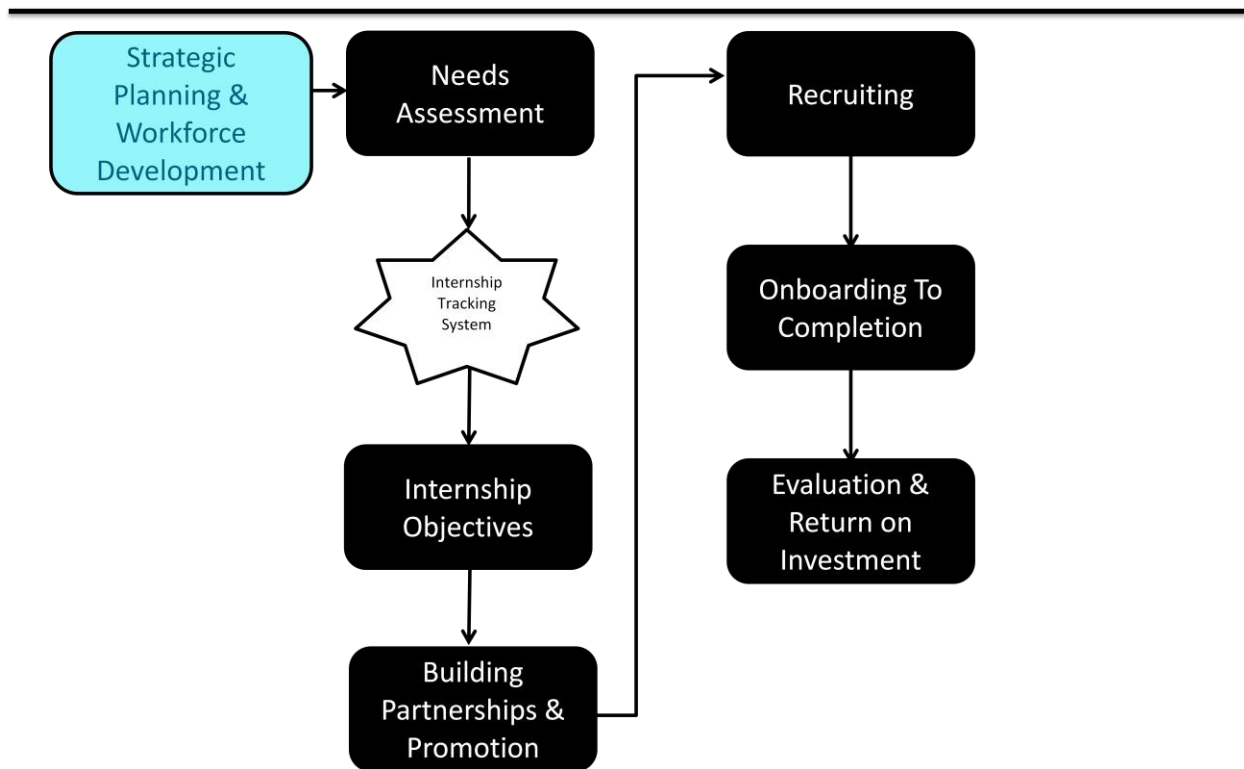 Strategic
Planning &
Workforce
Development
Needs
Assessment
Internship
Tracking
System
Internship
Objectives
Building
Partnerships &
Promotion
Recruiting
Onboarding To
Completion
Evaluation &
Return on
Investment